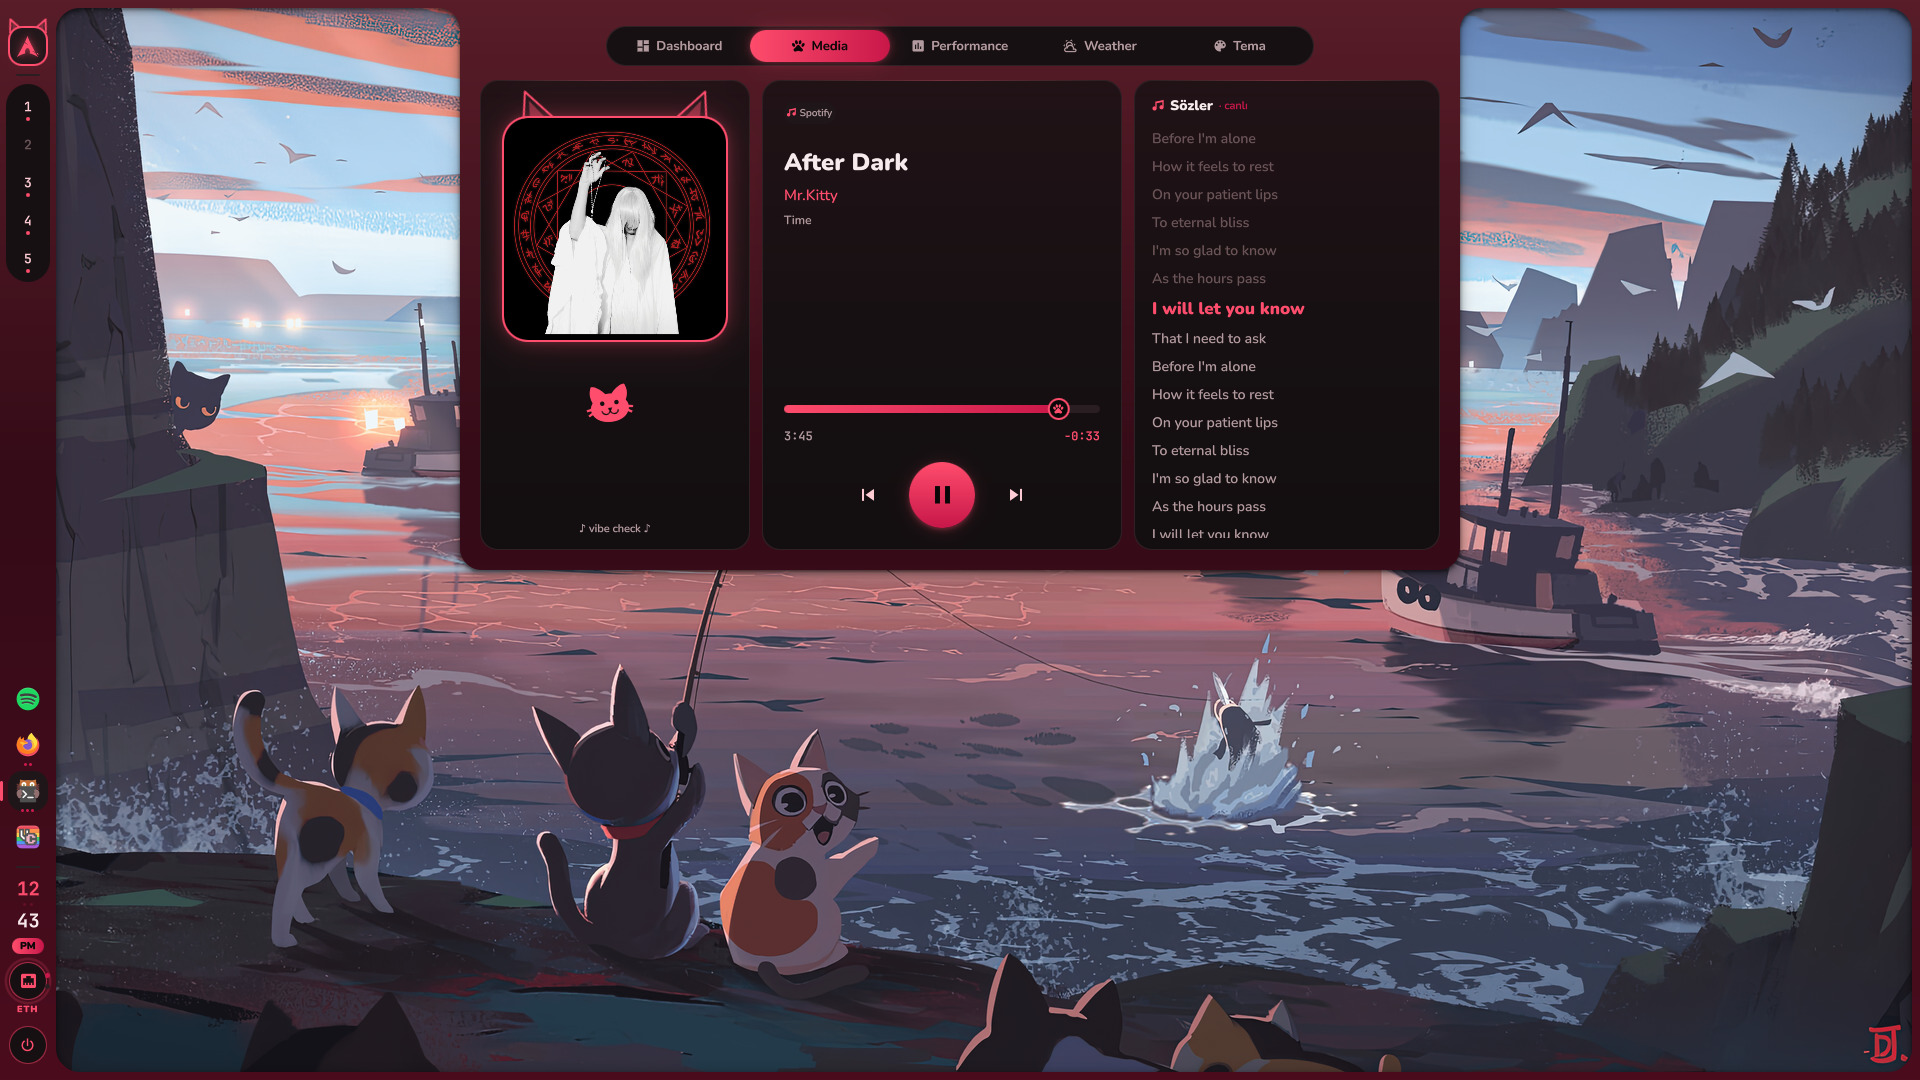 1
2
3
4
5
12
43
PM
ETH
Dashboard
Media
Performance
Weather
Tema
♪ vibe check ♪
Spotify
After Dark
Mr.Kitty
Time
3:45
-0:33
Sözler · canlı
Before I'm alone
How it feels to rest
On your patient lips
To eternal bliss
I'm so glad to know
As the hours pass
I will let you know
That I need to ask
Before I'm alone
How it feels to rest
On your patient lips
To eternal bliss
I'm so glad to know
As the hours pass
I will let you know